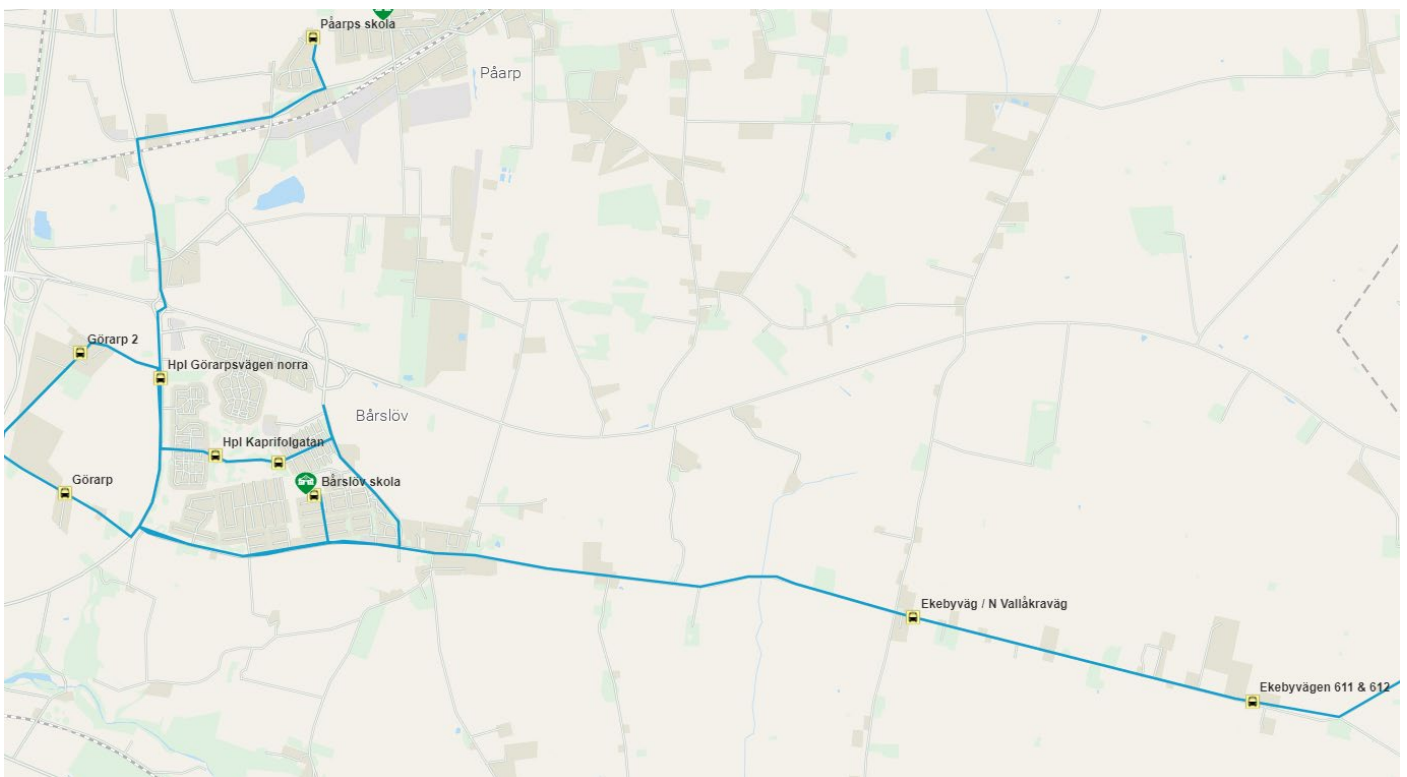 Påarps skola
Påarp
Görarp 2
Hpl Görarpsvägen norra
Bårslöv
Hpl Kaprifolgatan
Görarp
Bårslöv skola
Ekebyväg / N Vallåkraväg
Ekebyvägen 611 & 612